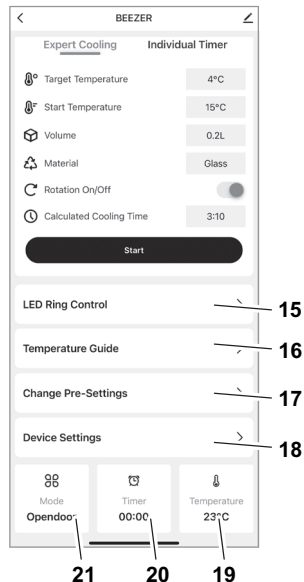 BEEZER
Expert Cooling Individual Timer
Target Temperature 4°C
Start Temperature 15°C
Volume 0.2L
Material Glass
Rotation On/Off
Calculated Cooling Time 3:10
Start
LED Ring Control 15
Temperature Guide 16
Change Pre-Settings 17
Device Settings 18
Mode Timer Temperature
Opendoor 00:00 23°C
21 20 19